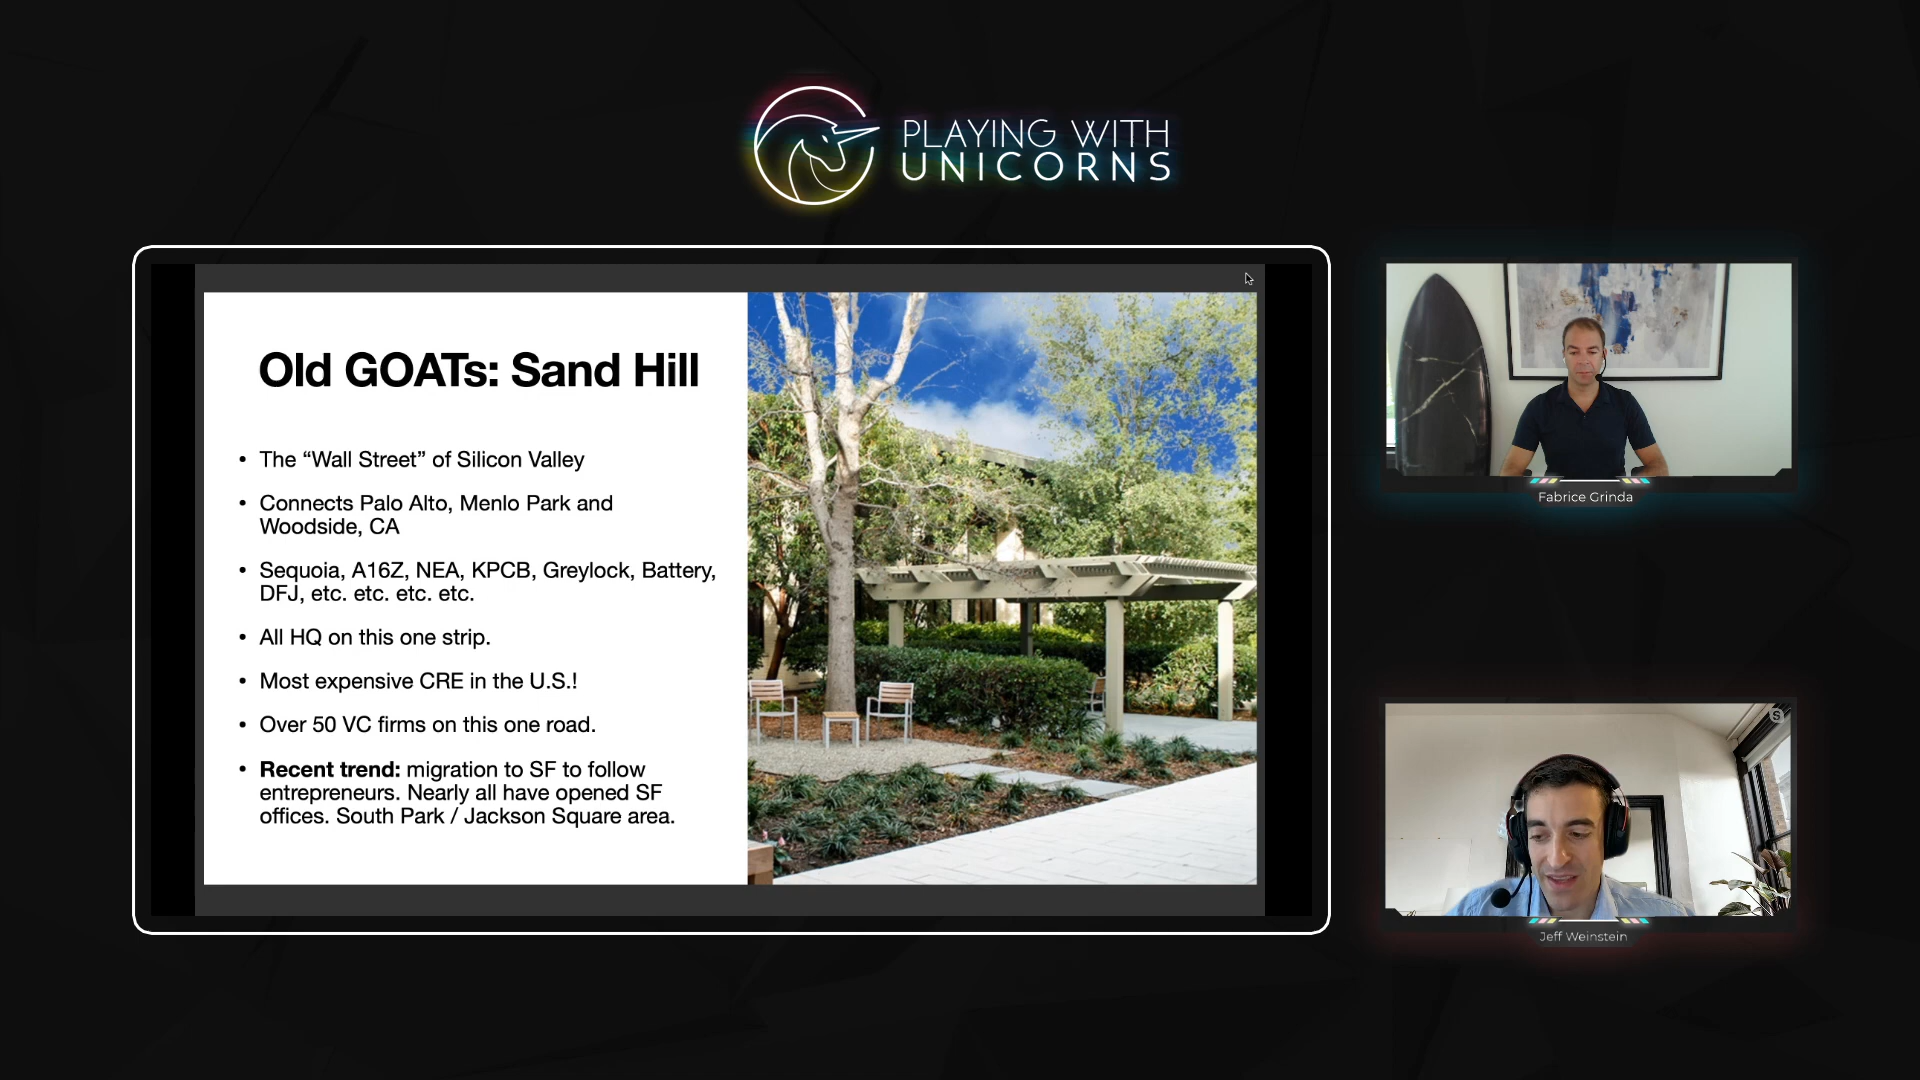 PLAYING WITH
UNICORNS
Old GOATs: Sand Hill
• The “Wall Street” of Silicon Valley
• Connects Palo Alto, Menlo Park and
Woodside, CA
• Sequoia, A16Z, NEA, KPCB, Greylock, Battery,
DFJ, etc. etc. etc. etc.
• All HQ on this one strip.
• Most expensive CRE in the U.S.!
• Over 50 VC firms on this one road.
• Recent trend: migration to SF to follow
entrepreneurs. Nearly all have opened SF
offices. South Park / Jackson Square area.
Fabrice Grinda
S
Jeff Weinstein